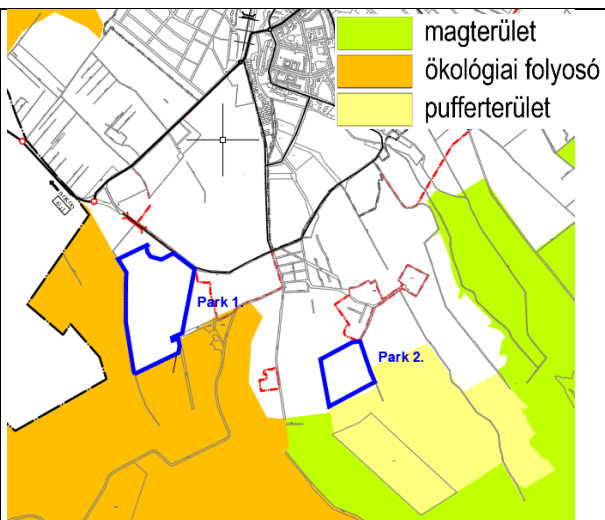 magterület
ökológiai folyosó
pufferterület
Park 1.
Park 2.